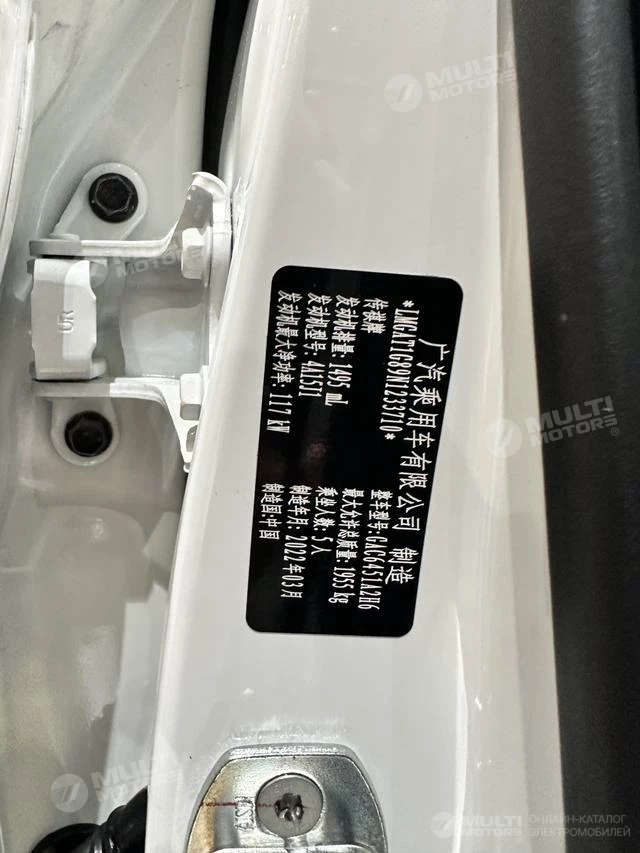 广汽乘用车有限公司 制造
*LMGAT1G89N1233710*
传祺牌 整车型号: GAC6451A2H6
发动机排量: 1495 mL 最大允许总质量: 1955 kg
发动机型号: 4A15J1 乘坐人数: 5人
发动机最大净功率: 117 kW 制造年月: 2022年03月
制造国: 中国
UR
MULTI MOTORS
MULTI MOTORS®
MULTI MOTORS
MULTI MOTORS® ОНЛАЙН-КАТАЛОГ
ЭЛЕКТРОМОБИЛЕЙ